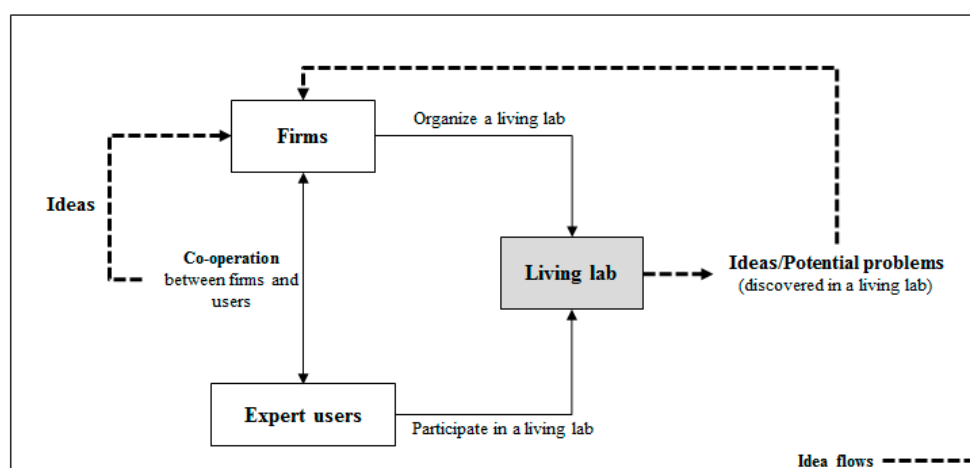 Firms
Organize a living lab
Ideas
Co-operation
between firms and
users
Living lab
Ideas/Potential problems
(discovered in a living lab)
Expert users
Participate in a living lab
Idea flows